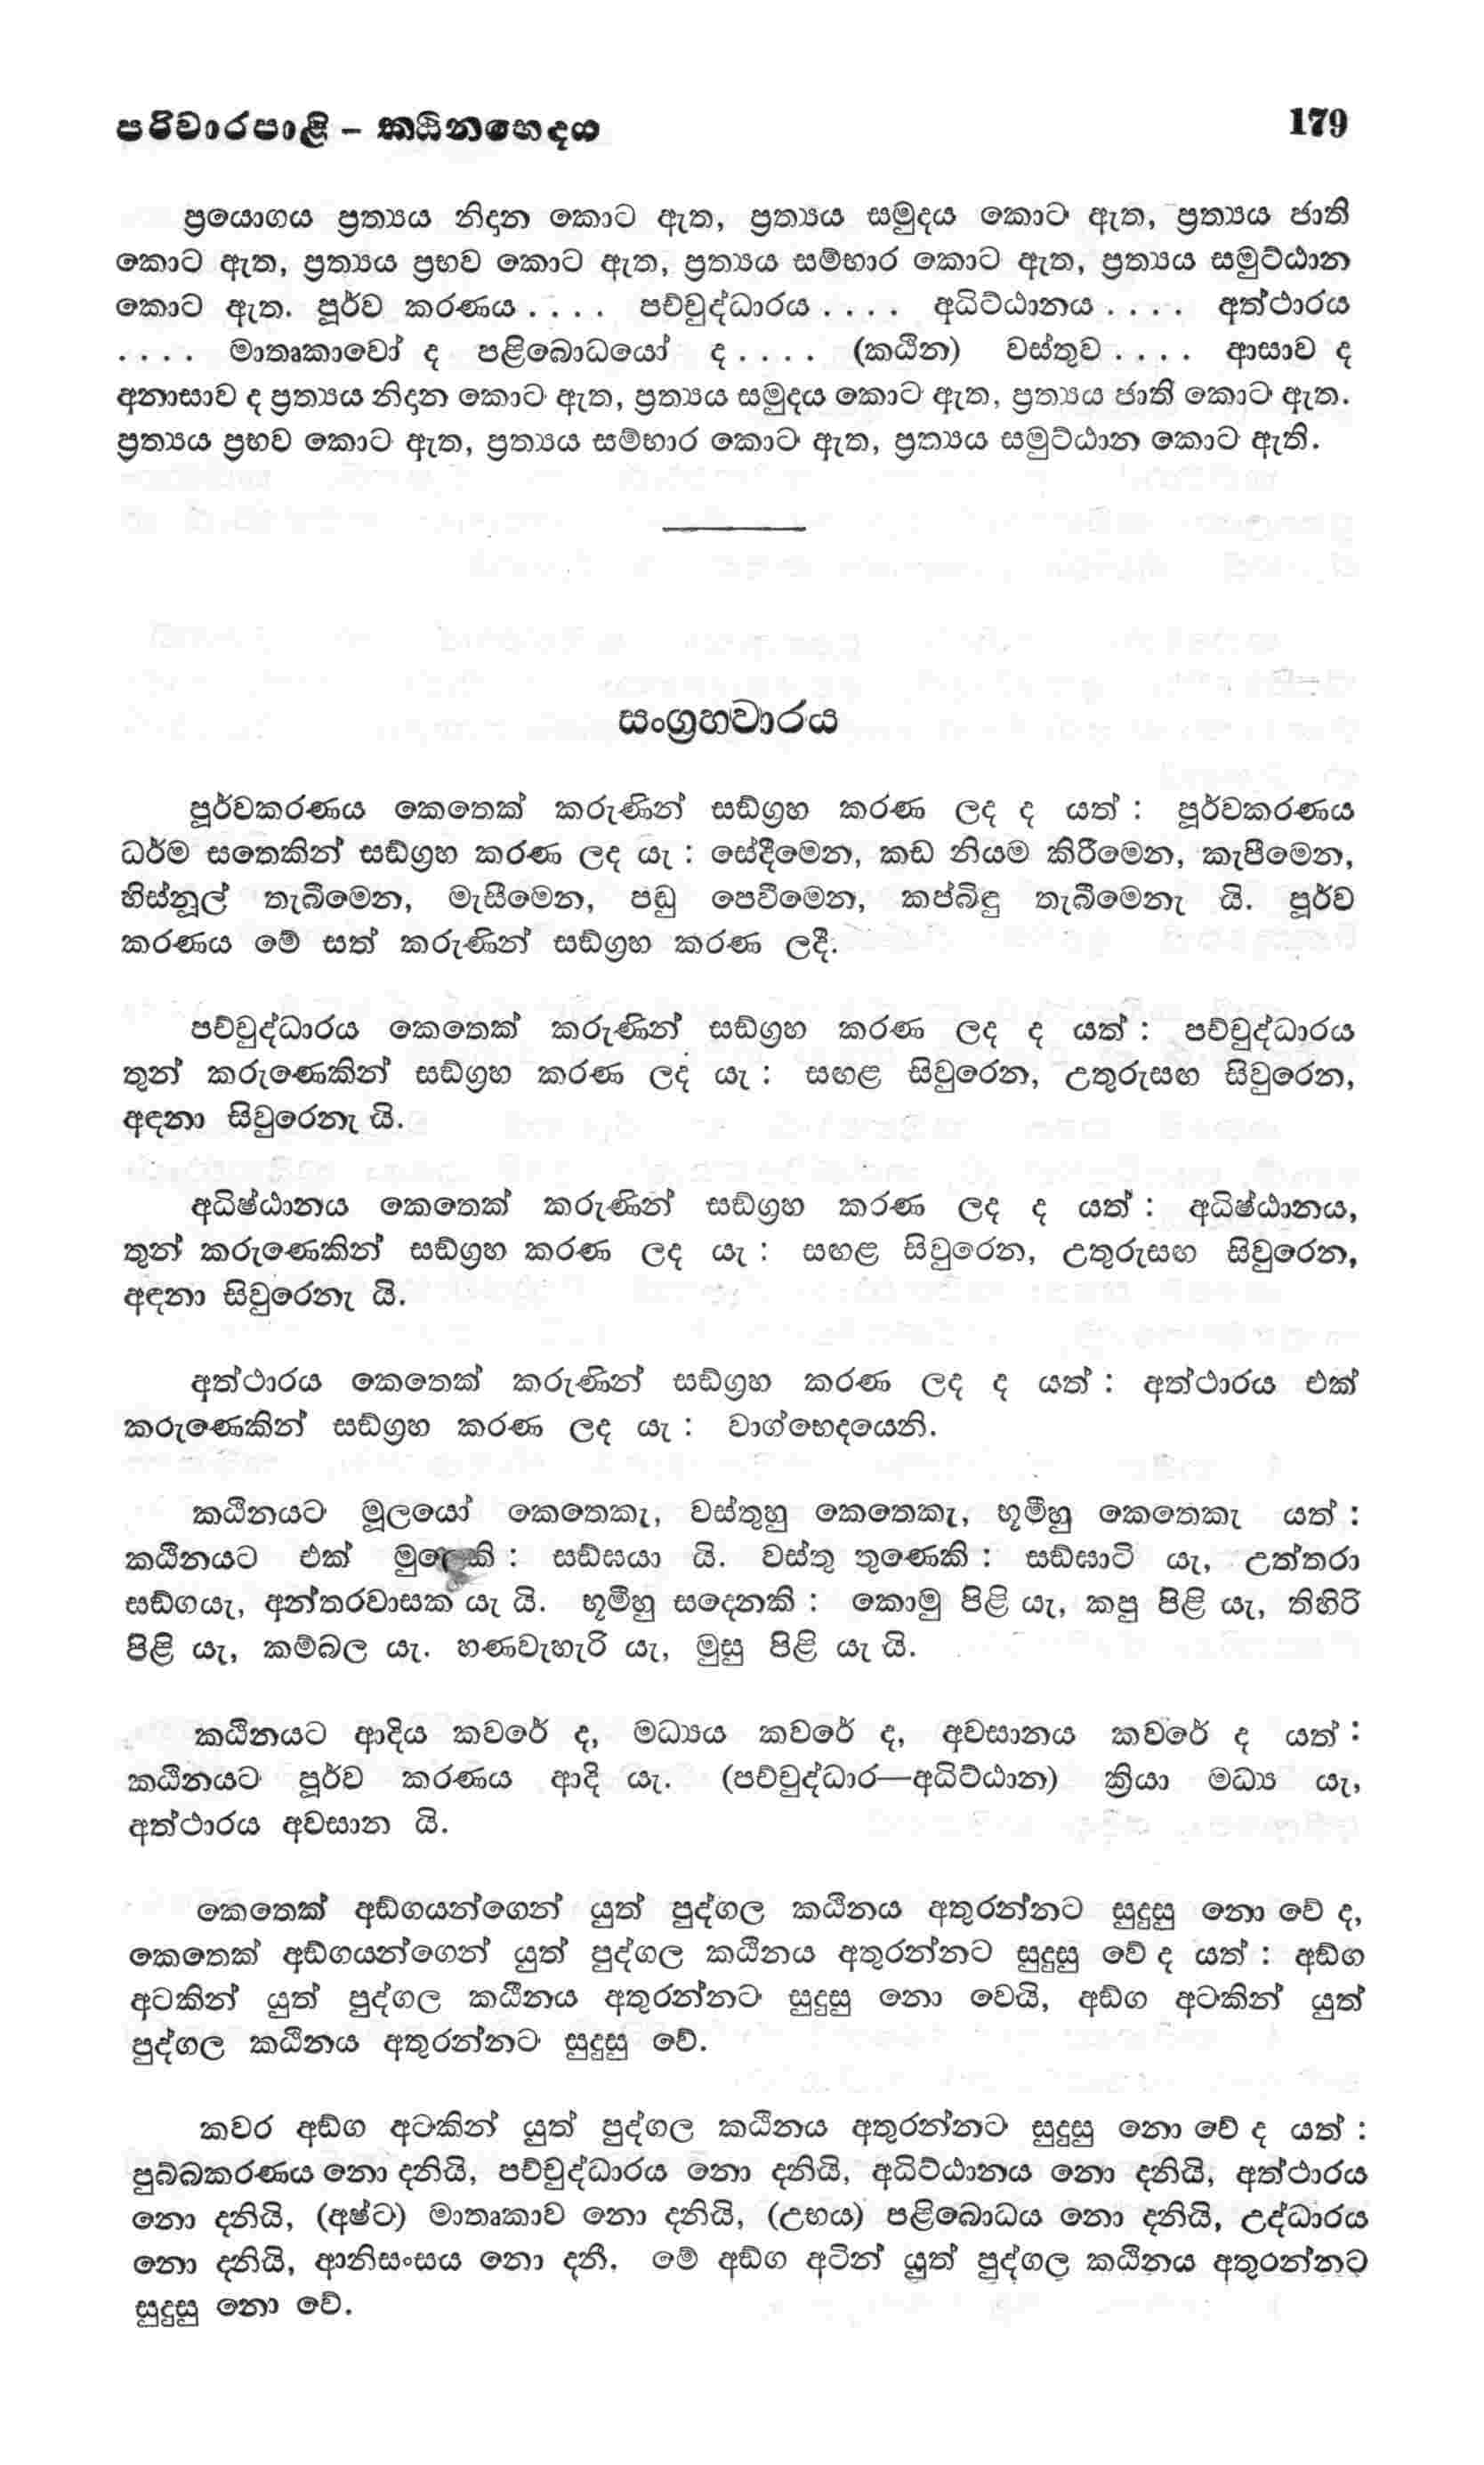 පරිවාරපාළි – කඨිනභෙදය 179
ප්‍රයොගය ප්‍රත්‍යය නිදාන කොට ඇත, ප්‍රත්‍යය සමුදය කොට ඇත, ප්‍රත්‍යය ජාති
කොට ඇත, ප්‍රත්‍යය ප්‍රභව කොට ඇත, ප්‍රත්‍යය සම්භාර කොට ඇත, ප්‍රත්‍යය සමුට්ඨාන
කොට ඇත. පූර්ව කරණය . . . . පච්චුද්ධාරය . . . . අධිට්ඨානය . . . . අත්ථාරය
. . . . මාතෘකාවෝ ද පළිබොධයෝ ද . . . . (කඨින) වස්තුව . . . . ආසාව ද
අනාසාව ද ප්‍රත්‍යය නිදාන කොට ඇත, ප්‍රත්‍යය සමුදය කොට ඇත, ප්‍රත්‍යය ජාති කොට ඇත.
ප්‍රත්‍යය ප්‍රභව කොට ඇත, ප්‍රත්‍යය සම්භාර කොට ඇත, ප්‍රත්‍යය සමුට්ඨාන කොට ඇති.
සංග්‍රහවාරය
පූර්වකරණය කෙතෙක් කරුණින් සඞ්ග්‍රහ කරණ ලද ද යත් : පූර්වකරණය
ධර්ම සතෙකින් සඞ්ග්‍රහ කරණ ලද යැ : සේදීමෙන, කඩ නියම කිරීමෙන, කැපීමෙන,
හිස්නූල් තැබීමෙන, මැසීමෙන, පඬු පෙවීමෙන, කප්බිඳු තැබීමෙනැ යි. පූර්ව
කරණය මේ සත් කරුණින් සඞ්ග්‍රහ කරණ ලදී.
පච්චුද්ධාරය කෙතෙක් කරුණින් සඞ්ග්‍රහ කරණ ලද ද යත් : පච්චුද්ධාරය
තුන් කරුණෙකින් සඞ්ග්‍රහ කරණ ලද යැ : සඟළ සිවුරෙන, උතුරුසඟ සිවුරෙන,
අඳනා සිවුරෙනැ යි.
අධිෂ්ඨානය කෙතෙක් කරුණින් සඞ්ග්‍රහ කරණ ලද ද යත් : අධිෂ්ඨානය,
තුන් කරුණෙකින් සඞ්ග්‍රහ කරණ ලද යැ : සඟළ සිවුරෙන, උතුරුසඟ සිවුරෙන,
අඳනා සිවුරෙනැ යි.
අත්ථාරය කෙතෙක් කරුණින් සඞ්ග්‍රහ කරණ ලද ද යත් : අත්ථාරය එක්
කරුණෙකින් සඞ්ග්‍රහ කරණ ලද යැ : වාග්භෙදයෙනි.
කඨිනයට මූලයෝ කෙතෙකැ, වස්තූහු කෙතෙකැ, භූමීහු කෙතෙකැ යත් :
කඨිනයට එක් : සඞ්ඝයා යි. වස්තු තුණෙකි : සඞ්ඝාටි යැ, උත්තරා
සඞ්ගයැ, අන්තරවාසක යැ යි. භූමීහු සදෙනකි : කොමු පිළි යැ, කපු පිළි යැ, තිහිරි
පිළි යැ, කම්බල යැ. හණවැහැරි යැ, මුසු පිළි යැ යි.
කඨිනයට ආදිය කවරේ ද, මධ්‍යය කවරේ ද, අවසානය කවරේ ද යත් :
කඨිනයට පූර්ව කරණය ආදි යැ. (පච්චුද්ධාර—අධිට්ඨාන) ක්‍රියා මධ්‍ය යැ,
අත්ථාරය අවසාන යි.
කෙතෙක් අඞ්ගයන්ගෙන් යුත් පුද්ගල කඨිනය අතුරන්නට සුදුසු නො වේ ද,
කෙතෙක් අඞ්ගයන්ගෙන් යුත් පුද්ගල කඨිනය අතුරන්නට සුදුසු වේ ද යත් : අඞ්ග
අටකින් යුත් පුද්ගල කඨිනය අතුරන්නට සුදුසු නො වෙයි, අඞ්ග අටකින් යුත්
පුද්ගල කඨිනය අතුරන්නට සුදුසු වේ.
කවර අඞ්ග අටකින් යුත් පුද්ගල කඨිනය අතුරන්නට සුදුසු නො වේ ද යත් :
පුබ්බකරණය නො දනියි, පච්චුද්ධාරය නො දනියි, අධිට්ඨානය නො දනියි, අත්ථාරය
නො දනියි, (අෂ්ට) මාතෘකාව නො දනියි, (උභය) පළිබොධය නො දනියි, උද්ධාරය
නො දනියි, ආනිසංසය නො දනී. මේ අඞ්ග අටින් යුත් පුද්ගල කඨිනය අතුරන්නට
සුදුසු නො වේ.